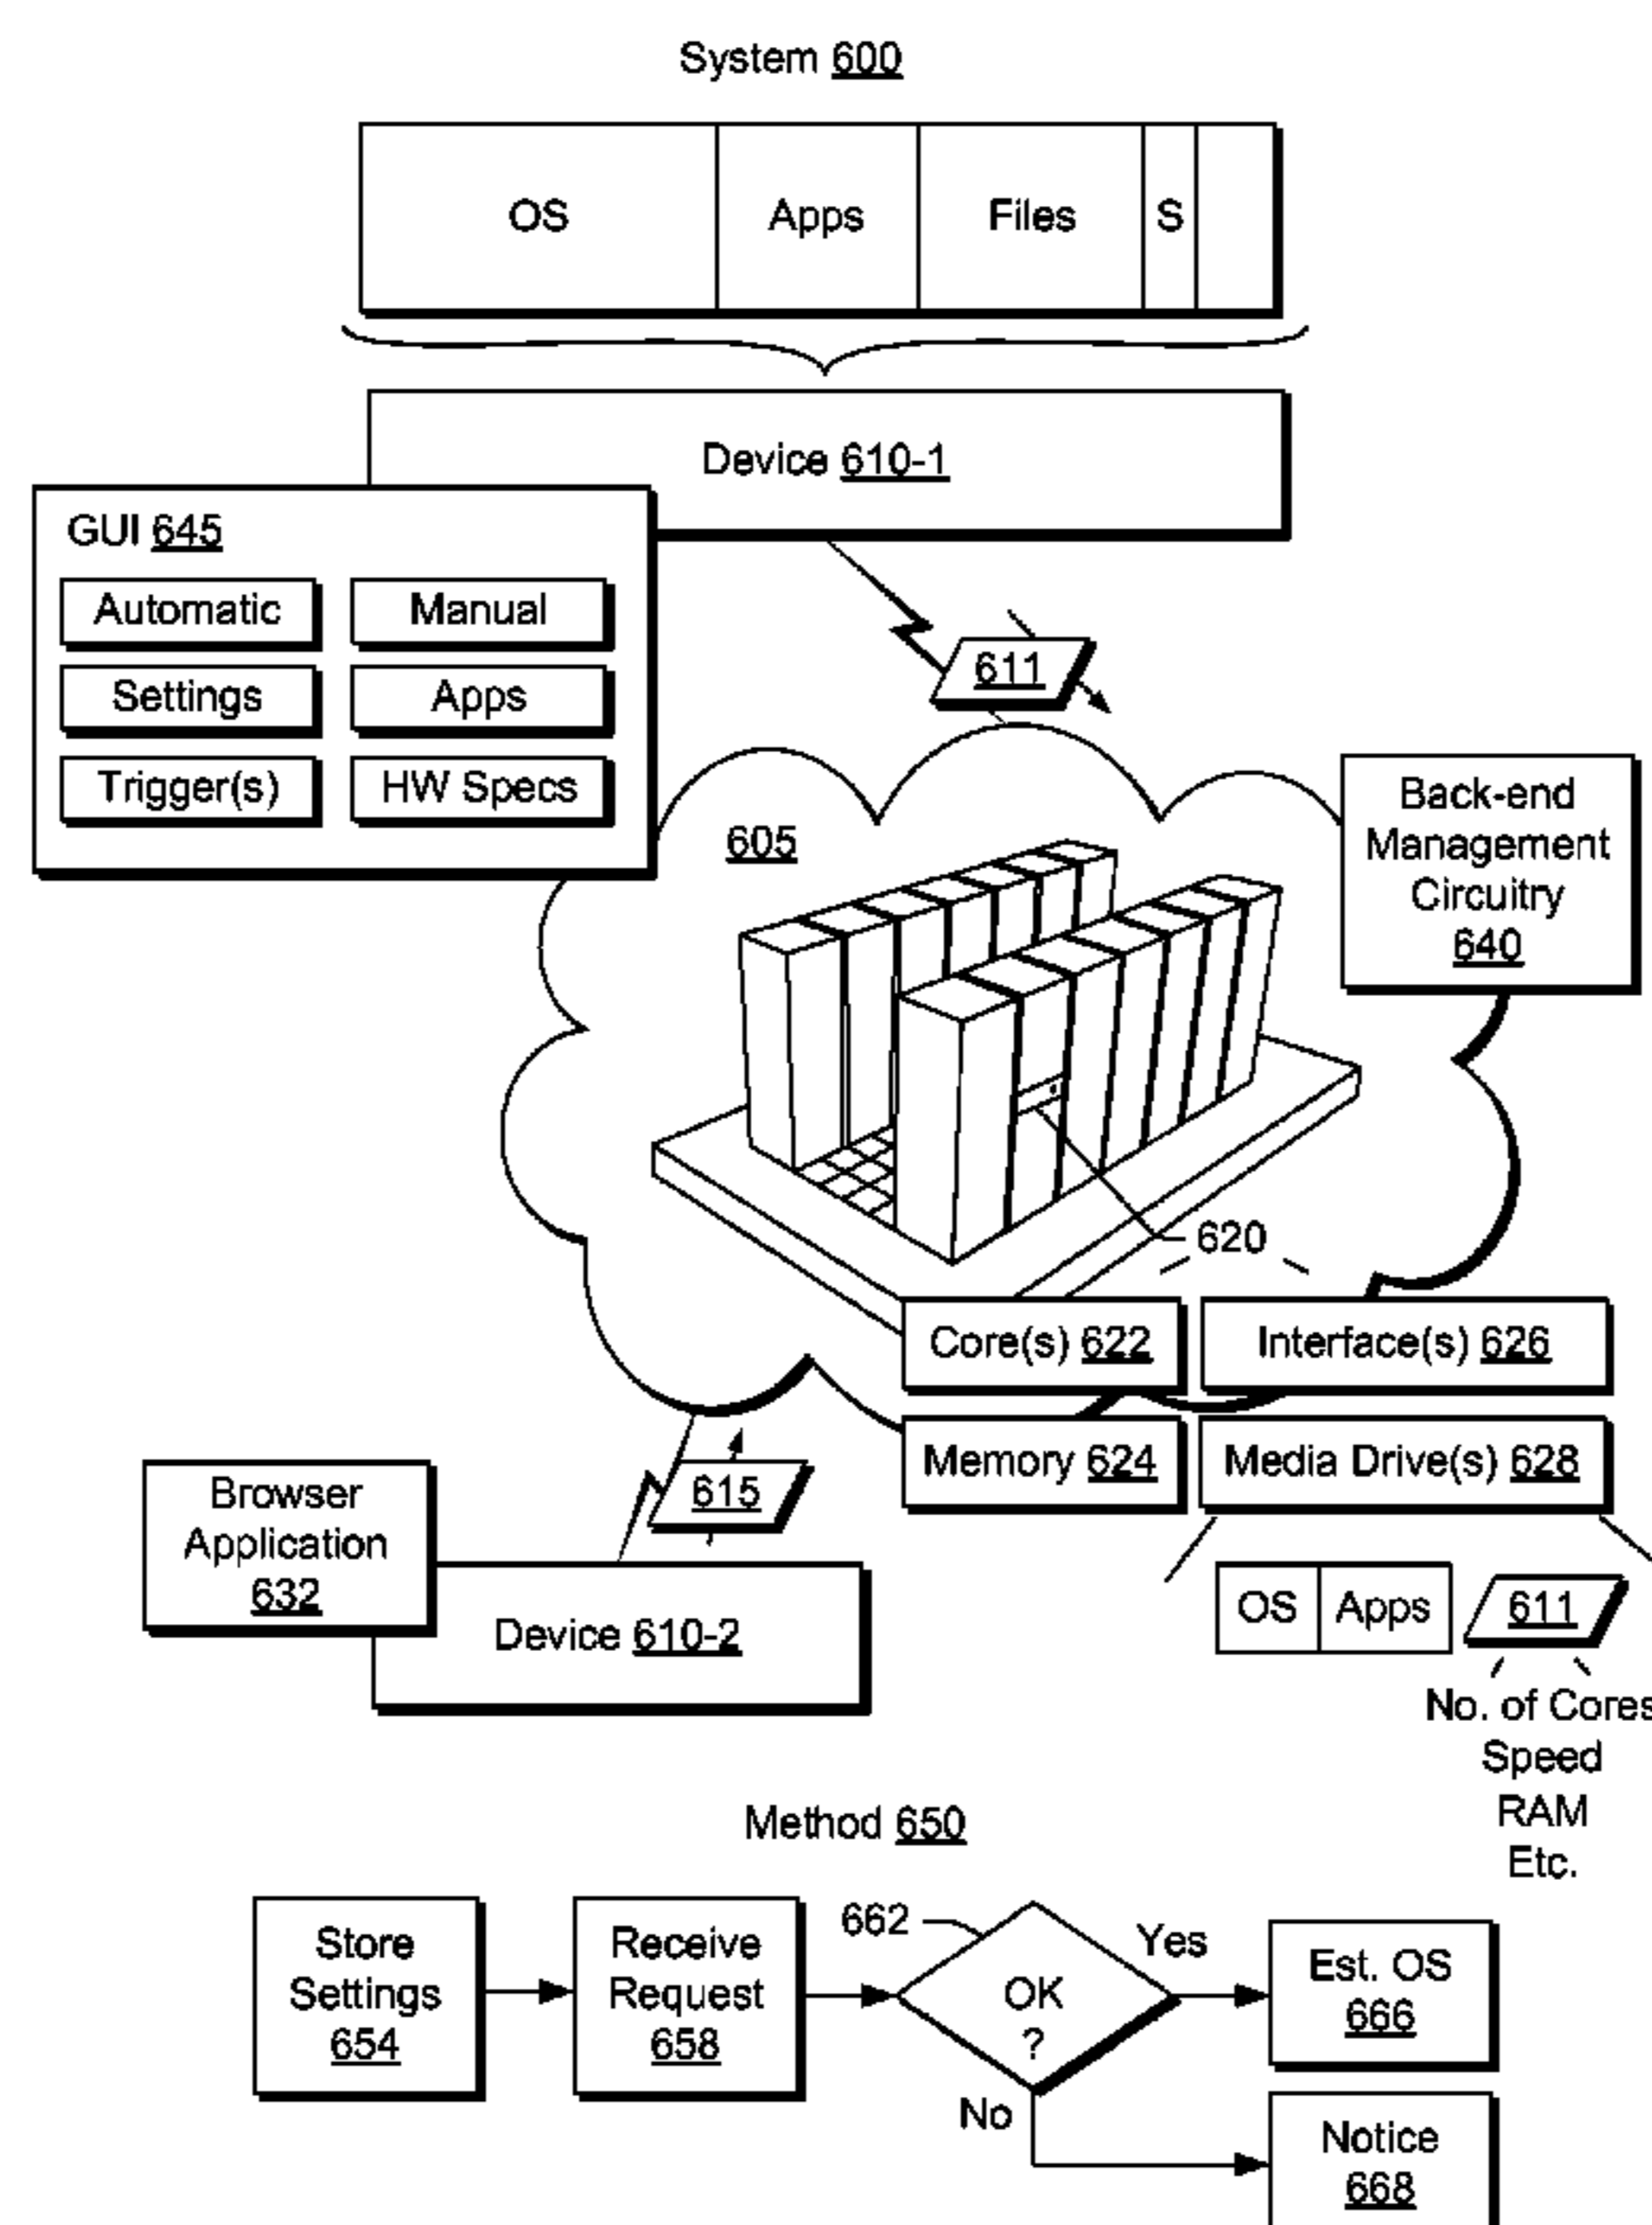 System 600
OS
Apps
Files
S
Device 610-1
GUI 645
Automatic
Manual
Settings
Apps
Trigger(s)
HW Specs
611
605
Back-end
Management
Circuitry
640
620
Core(s) 622
Interface(s) 626
Memory 624
Media Drive(s) 628
615
Browser
Application
632
Device 610-2
OS
Apps
611
No. of Cores
Speed
RAM
Etc.
Method 650
Store
Settings
654
Receive
Request
658
662
OK
?
Yes
No
Est. OS
666
Notice
668